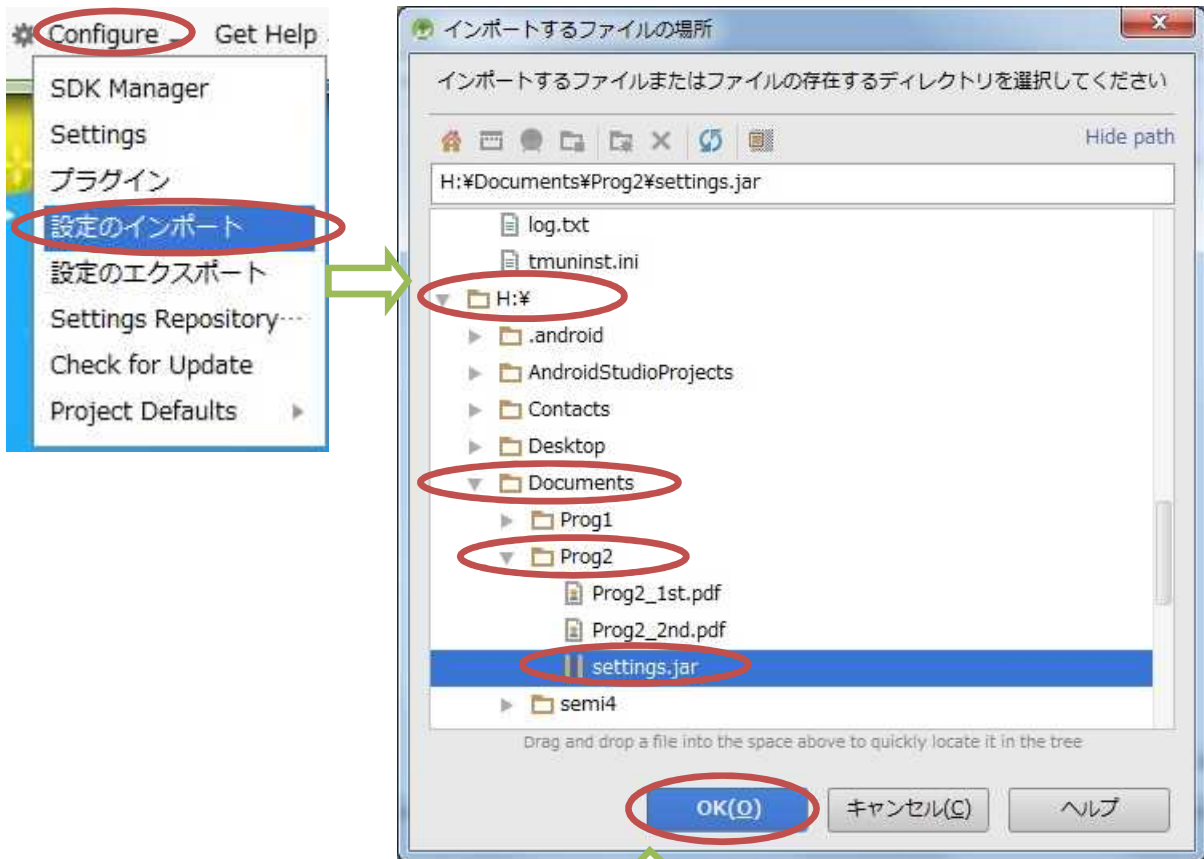 Configure Get Help
SDK Manager
Settings
プラグイン
設定のインポート
設定のエクスポート
Settings Repository…
Check for Update
Project Defaults
インポートするファイルの場所
インポートするファイルまたはファイルの存在するディレクトリを選択してください
Hide path
H:¥Documents¥Prog2¥settings.jar
log.txt
tmuninst.ini
H:¥
.android
AndroidStudioProjects
Contacts
Desktop
Documents
Prog1
Prog2
Prog2_1st.pdf
Prog2_2nd.pdf
settings.jar
semi4
Drag and drop a file into the space above to quickly locate it in the tree
OK(O) キャンセル(C) ヘルプ